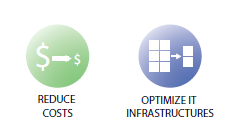 $ $
REDUCE
COSTS
OPTIMIZE IT
INFRASTRUCTURES